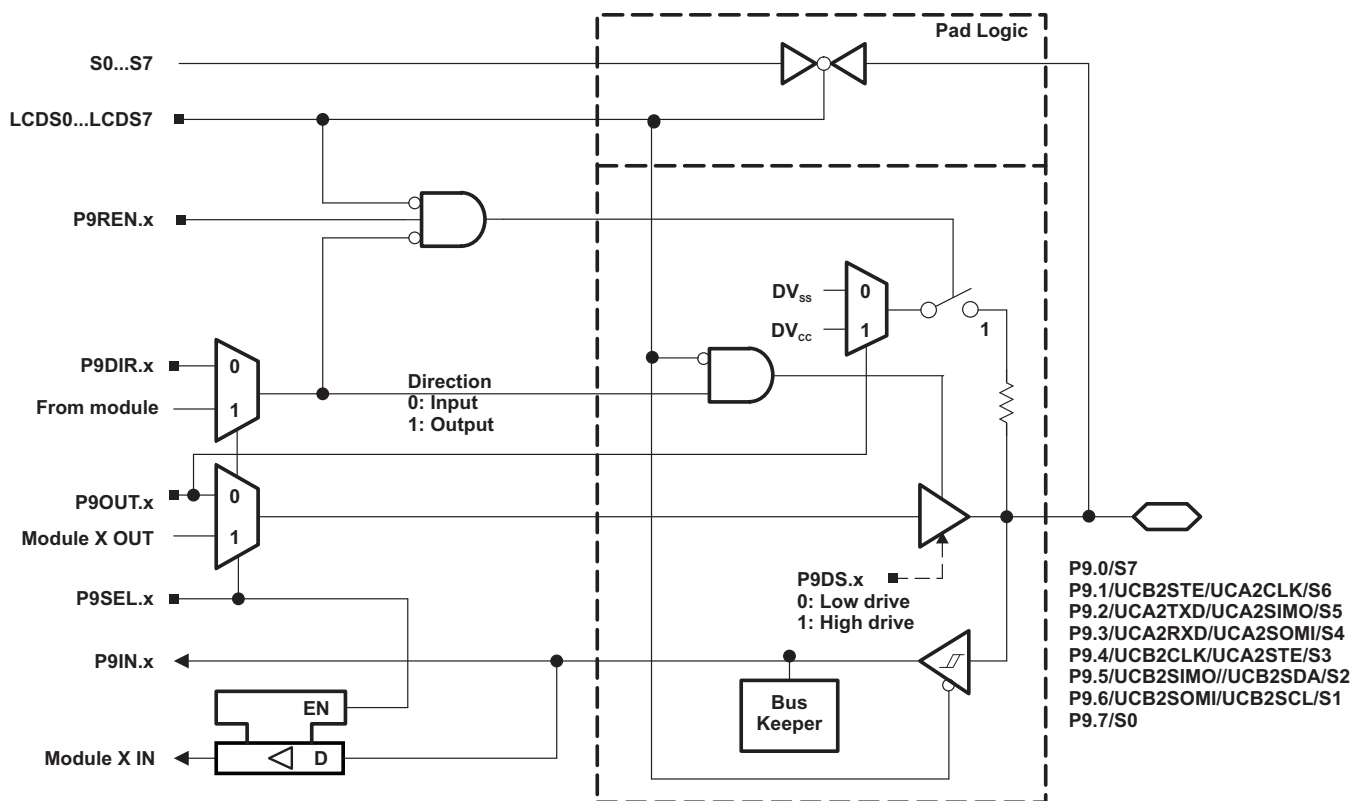 Pad Logic
S0...S7
LCDS0...LCDS7
P9REN.x
DVSS
0
DVCC
1
1
P9DIR.x
0
From module
1
Direction
0: Input
1: Output
P9OUT.x
0
Module X OUT
1
P9SEL.x
P9DS.x
0: Low drive
1: High drive
P9IN.x
Bus
Keeper
EN
Module X IN
D
P9.0/S7
P9.1/UCB2STE/UCA2CLK/S6
P9.2/UCA2TXD/UCA2SIMO/S5
P9.3/UCA2RXD/UCA2SOMI/S4
P9.4/UCB2CLK/UCA2STE/S3
P9.5/UCB2SIMO//UCB2SDA/S2
P9.6/UCB2SOMI/UCB2SCL/S1
P9.7/S0